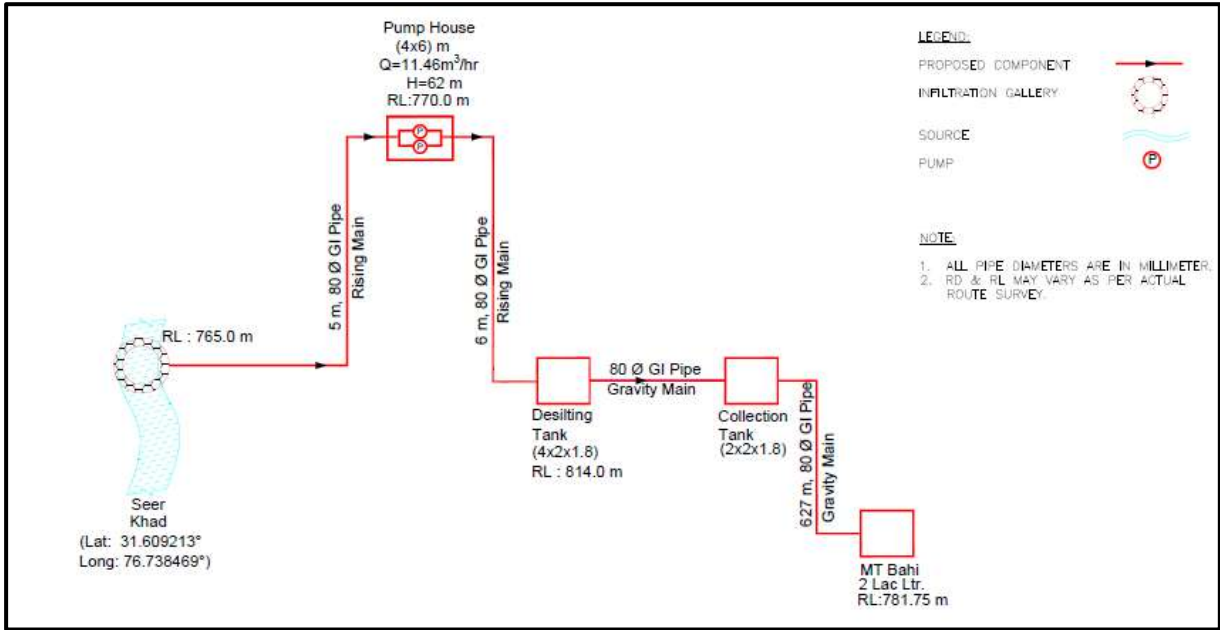 Pump House
(4x6) m
Q=11.46m³/hr
H=62 m
RL:770.0 m
P
P
5 m, 80 Ø GI Pipe
Rising Main
6 m, 80 Ø GI Pipe
Rising Main
RL : 765.0 m
Seer
Khad
(Lat: 31.609213°
Long: 76.738469°)
Desilting
Tank
(4x2x1.8)
RL : 814.0 m
80 Ø GI Pipe
Gravity Main
Collection
Tank
(2x2x1.8)
627 m, 80 Ø GI Pipe
Gravity Main
MT Bahi
2 Lac Ltr.
RL:781.75 m
LEGEND:
PROPOSED COMPONENT
INFILTRATION GALLERY
SOURCE
PUMP
P
NOTE:
1. ALL PIPE DIAMETERS ARE IN MILLIMETER.
2. RD & RL MAY VARY AS PER ACTUAL
ROUTE SURVEY.